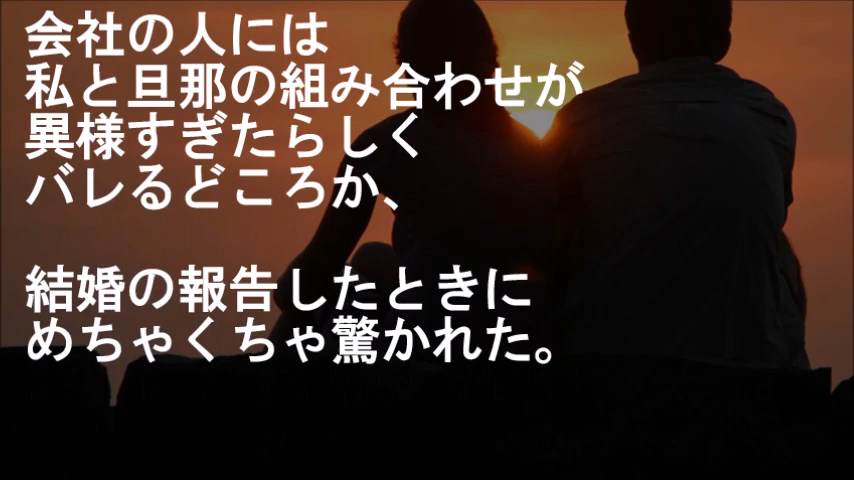 会社の人には
私と旦那の組み合わせが
異様すぎたらしく
バレるどころか、
結婚の報告したときに
めちゃくちゃ驚かれた。